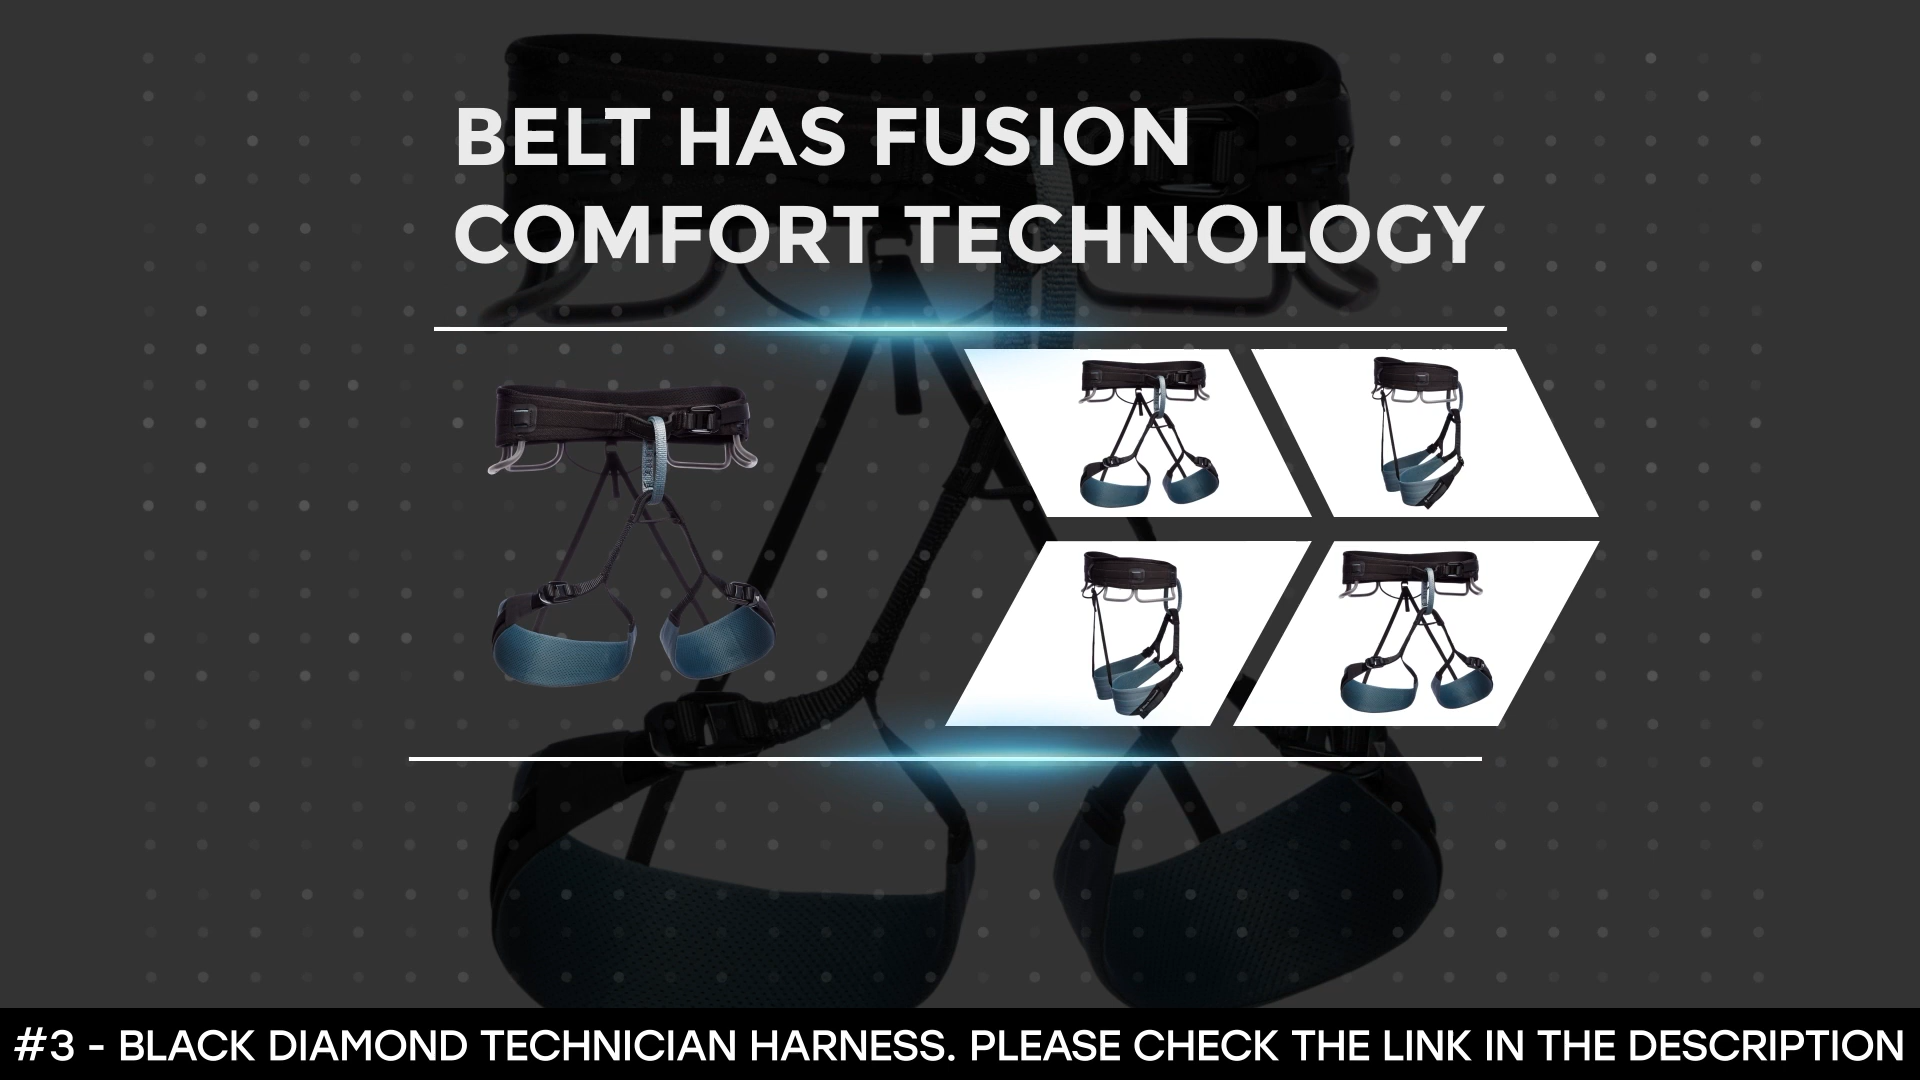 BELT HAS FUSION
COMFORT TECHNOLOGY
#3 - BLACK DIAMOND TECHNICIAN HARNESS. PLEASE CHECK THE LINK IN THE DESCRIPTION